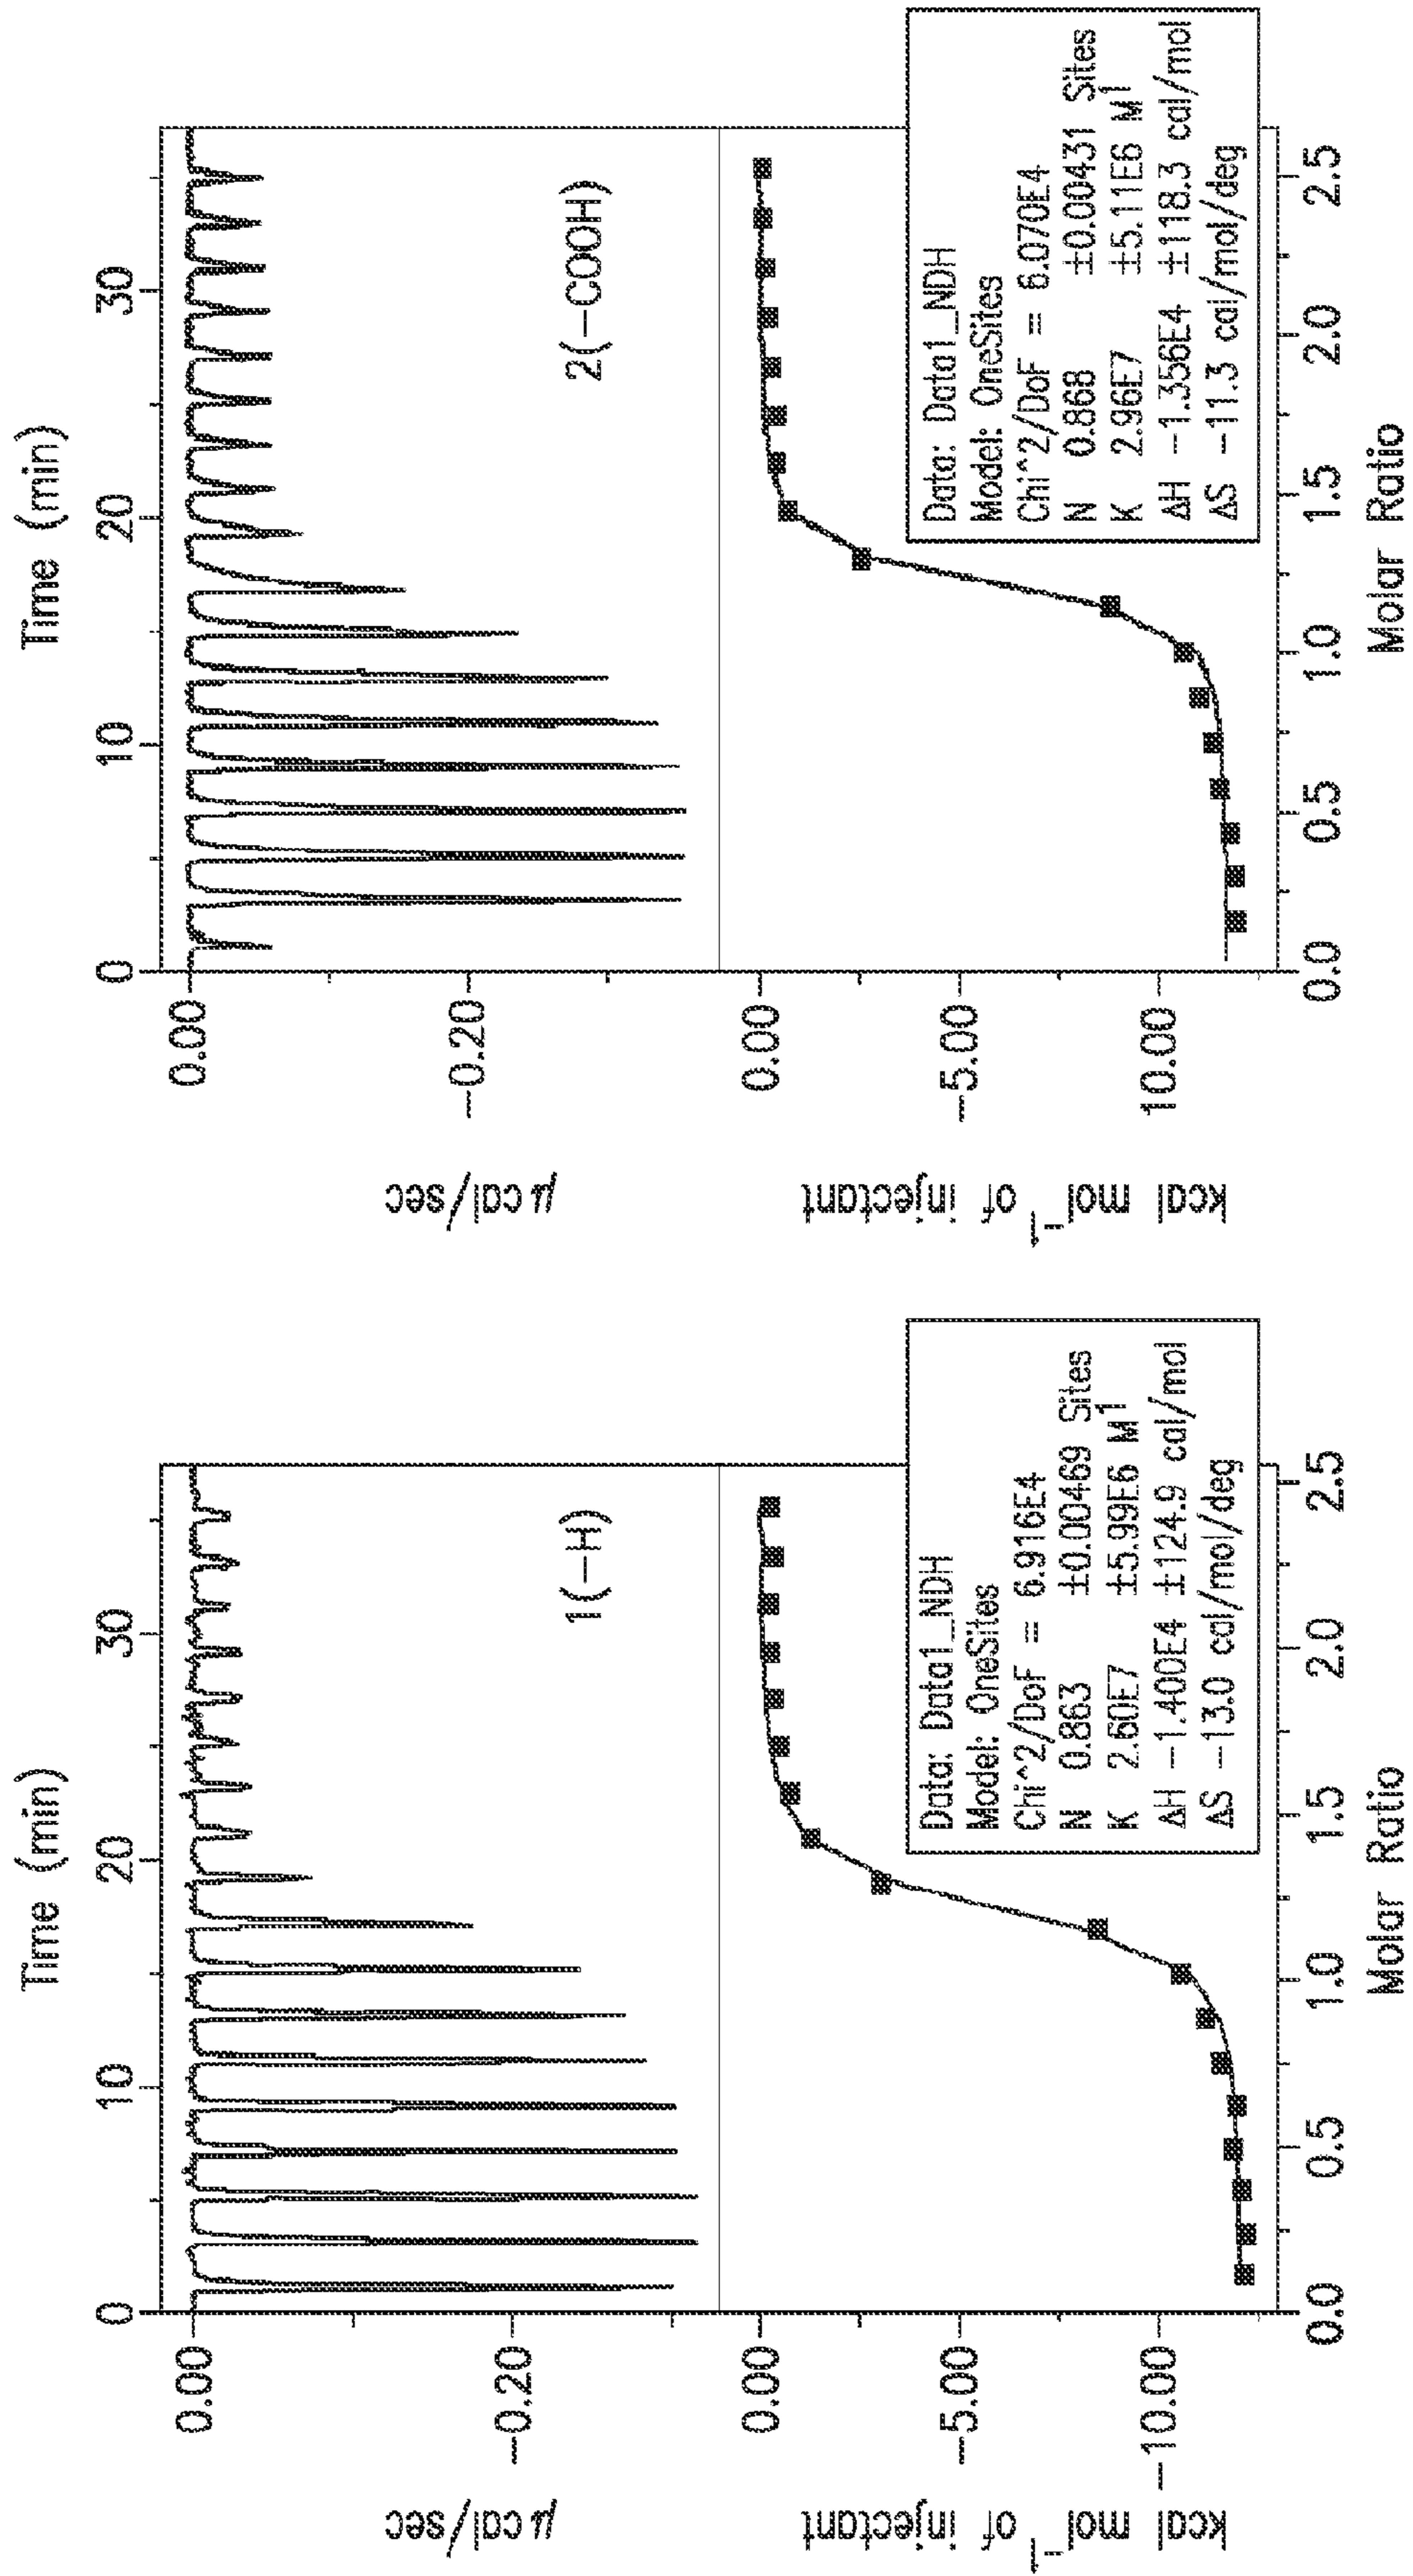 Time (min)
0 10 20 30
0.00
−0.20
μcal/sec
1(−H)
0.00
−5.00
−10.00
kcal mol⁻¹ of injectant
Data: Data1_NDH
Model: OneSites
Chi^2/DoF = 6.916E4
N 0.863 ±0.00469 Sites
K 2.60E7 ±5.99E6 M¹
ΔH −1.400E4 ±124.9 cal/mol
ΔS −13.0 cal/mol/deg
0.0 0.5 1.0 1.5 2.0 2.5
Molar Ratio
Time (min)
0 10 20 30
0.00
−0.20
μcal/sec
2(−COOH)
0.00
−5.00
10.00
kcal mol⁻¹ of injectant
Data: Data1_NDH
Model: OneSites
Chi^2/DoF = 6.070E4
N 0.868 ±0.00431 Sites
K 2.96E7 ±5.11E6 M¹
ΔH −1.356E4 ±118.3 cal/mol
ΔS −11.3 cal/mol/deg
0.0 0.5 1.0 1.5 2.0 2.5
Molar Ratio